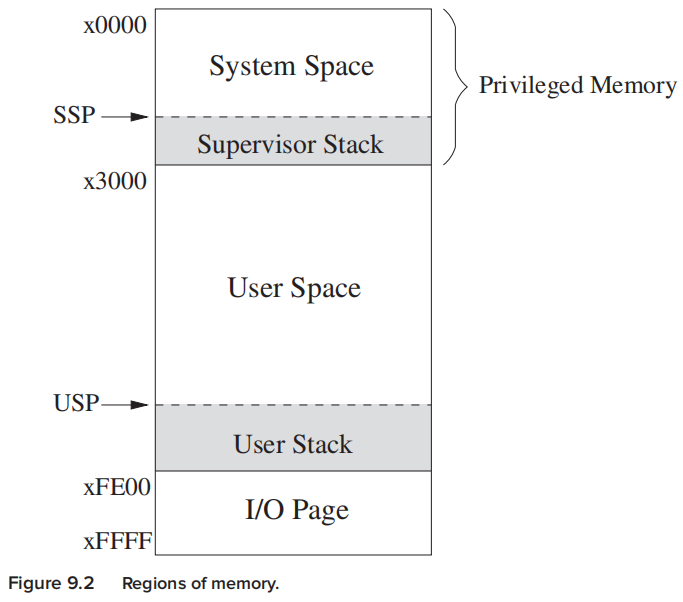 x0000
System Space
Privileged Memory
SSP
Supervisor Stack
x3000
User Space
USP
User Stack
xFE00
I/O Page
xFFFF
Figure 9.2 Regions of memory.